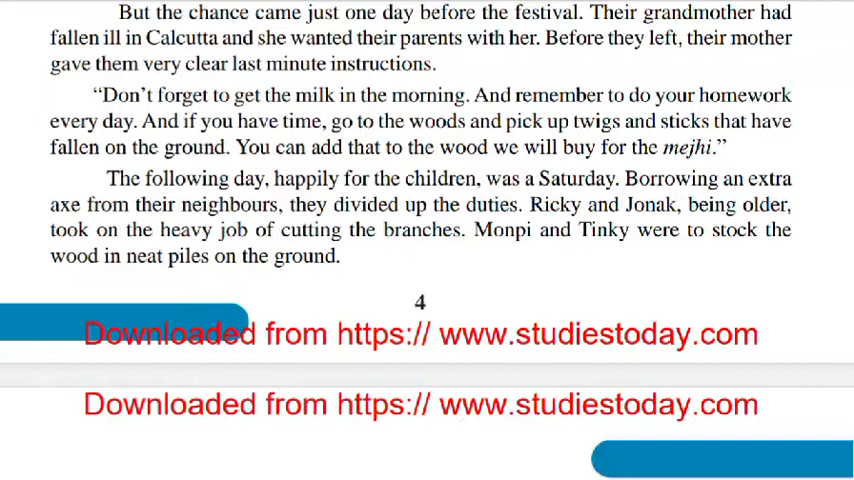 But the chance came just one day before the festival. Their grandmother had
fallen ill in Calcutta and she wanted their parents with her. Before they left, their mother
gave them very clear last minute instructions.
“Don’t forget to get the milk in the morning. And remember to do your homework
every day. And if you have time, go to the woods and pick up twigs and sticks that have
fallen on the ground. You can add that to the wood we will buy for the mejhi.”
The following day, happily for the children, was a Saturday. Borrowing an extra
axe from their neighbours, they divided up the duties. Ricky and Jonak, being older,
took on the heavy job of cutting the branches. Monpi and Tinky were to stock the
wood in neat piles on the ground.
4
Downloaded from https:// www.studiestoday.com
Downloaded from https:// www.studiestoday.com